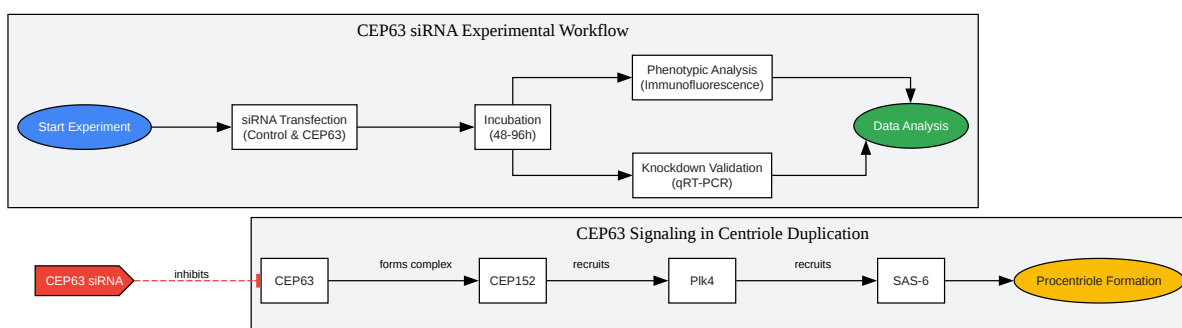 CEP63 siRNA Experimental Workflow
Start Experiment
siRNA Transfection
(Control & CEP63)
Incubation
(48-96h)
Phenotypic Analysis
(Immunofluorescence)
Knockdown Validation
(qRT-PCR)
Data Analysis
CEP63 Signaling in Centriole Duplication
CEP63 siRNA
inhibits
CEP63
forms complex
CEP152
recruits
Plk4
recruits
SAS-6
Procentriole Formation